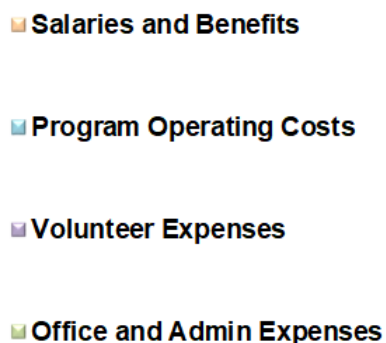 Salaries and Benefits
Program Operating Costs
Volunteer Expenses
Office and Admin Expenses